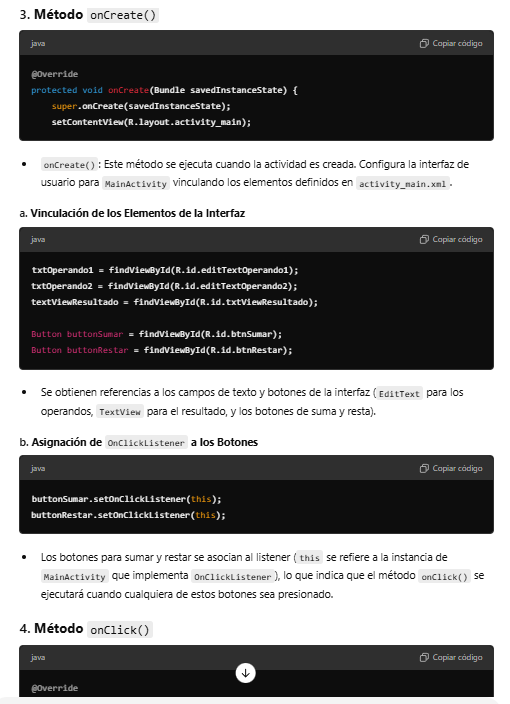 3. Método onCreate()
java
Copiar código
@Override
protected void onCreate(Bundle savedInstanceState) {
super.onCreate(savedInstanceState);
setContentView(R.layout.activity_main);
onCreate() : Este método se ejecuta cuando la actividad es creada. Configura la interfaz de
usuario para MainActivity vinculando los elementos definidos en activity_main.xml .
a. Vinculación de los Elementos de la Interfaz
java
Copiar código
txtOperando1 = findViewById(R.id.editTextOperando1);
txtOperando2 = findViewById(R.id.editTextOperando2);
textViewResultado = findViewById(R.id.txtViewResultado);
Button buttonSumar = findViewById(R.id.btnSumar);
Button buttonRestar = findViewById(R.id.btnRestar);
Se obtienen referencias a los campos de texto y botones de la interfaz ( EditText para los
operandos, TextView para el resultado, y los botones de suma y resta).
b. Asignación de OnClickListener a los Botones
java
Copiar código
buttonSumar.setOnClickListener(this);
buttonRestar.setOnClickListener(this);
Los botones para sumar y restar se asocian al listener ( this se refiere a la instancia de
MainActivity que implementa OnClickListener ), lo que indica que el método onClick() se
ejecutará cuando cualquiera de estos botones sea presionado.
4. Método onClick()
java
Copiar código
@Override